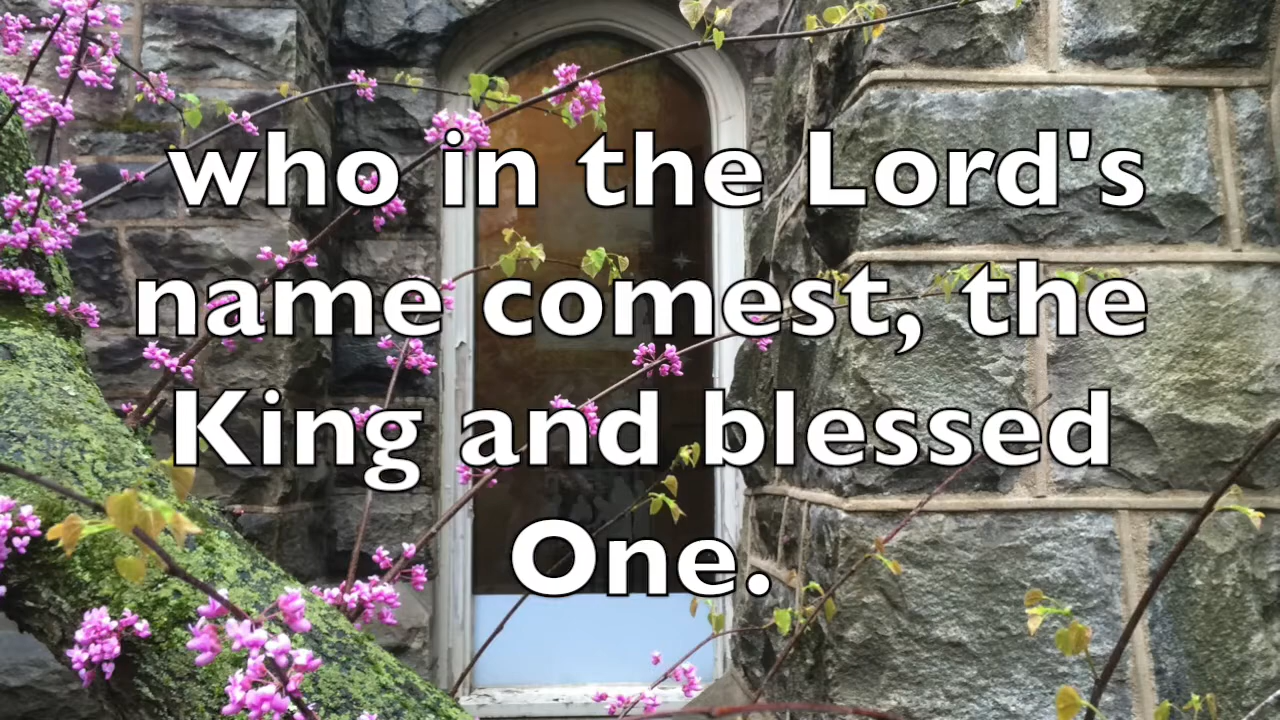 who in the Lord's
name comest, the
King and blessed
One.